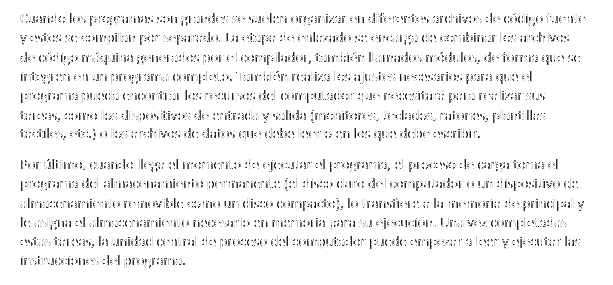 Cuando los programas son grandes se suelen organizar en diferentes archivos de código fuente
y estos se compilan por separado. La etapa de enlazado se encarga de combinar los archivos
de código máquina generados por el compilador, también llamados módulos, de forma que se
integren en un programa completo. También realiza los ajustes necesarios para que el
programa pueda encontrar los recursos del computador que necesitará para realizar sus
tareas, como los dispositivos de entrada y salida (monitores, teclados, ratones, plantillas
táctiles, etc.) o los archivos de datos que debe leer o en los que debe escribir.
Por último, cuando llega el momento de ejecutar el programa, el proceso de carga toma el
programa del almacenamiento permanente (el disco duro del computador o un dispositivo de
almacenamiento removible como un disco compacto), lo transfiere a la memoria de principal y
le asigna el almacenamiento necesario en memoria para su ejecución. Una vez completadas
estas tareas, la unidad central de proceso del computador puede empezar a leer y ejecutar las
instrucciones del programa.